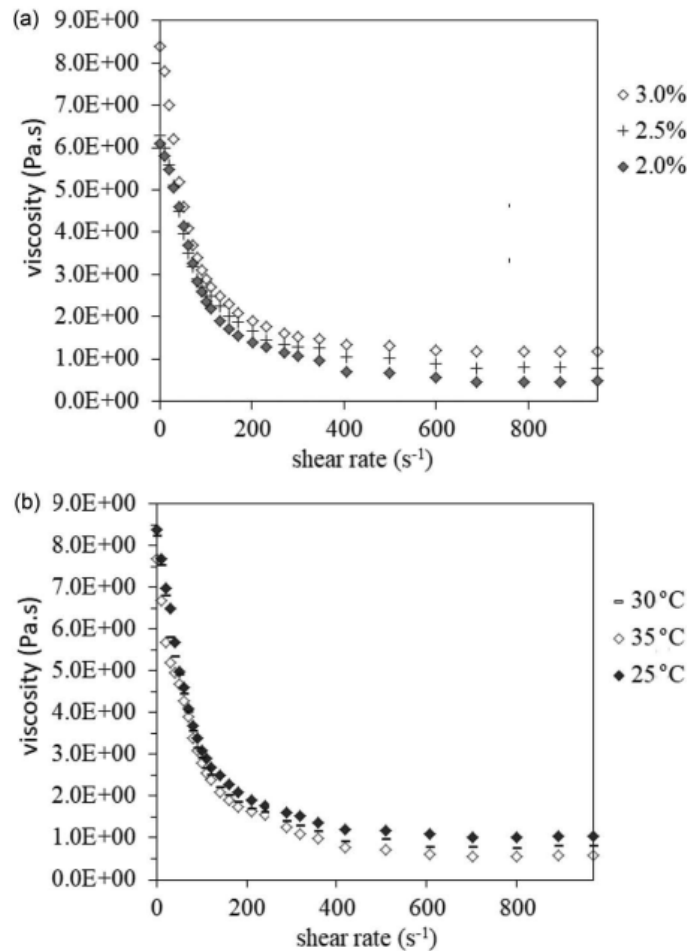 (a)
9.0E+00
8.0E+00
7.0E+00
6.0E+00
5.0E+00
4.0E+00
3.0E+00
2.0E+00
1.0E+00
0.0E+00
viscosity (Pa.s)
0 200 400 600 800
shear rate (s⁻¹)
3.0%
2.5%
2.0%
(b)
9.0E+00
8.0E+00
7.0E+00
6.0E+00
5.0E+00
4.0E+00
3.0E+00
2.0E+00
1.0E+00
0.0E+00
viscosity (Pa.s)
0 200 400 600 800
shear rate (s⁻¹)
30°C
35°C
25°C